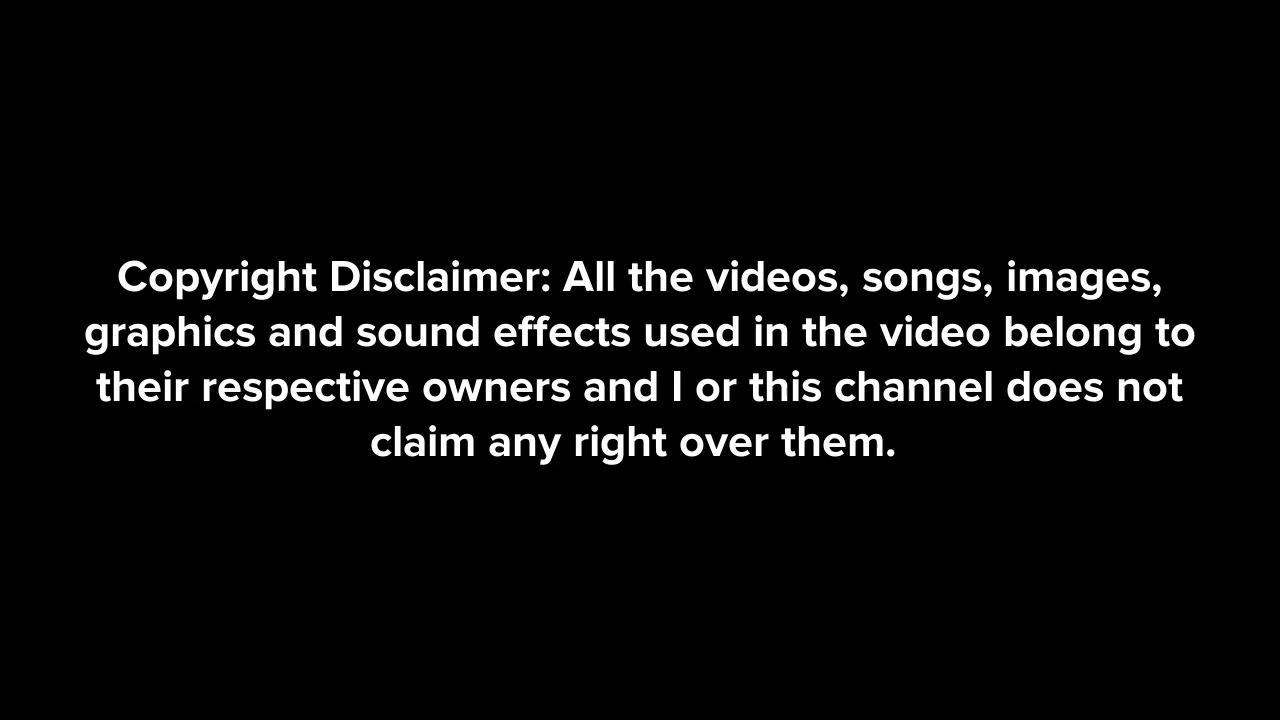 Copyright Disclaimer: All the videos, songs, images,
graphics and sound effects used in the video belong to
their respective owners and I or this channel does not
claim any right over them.